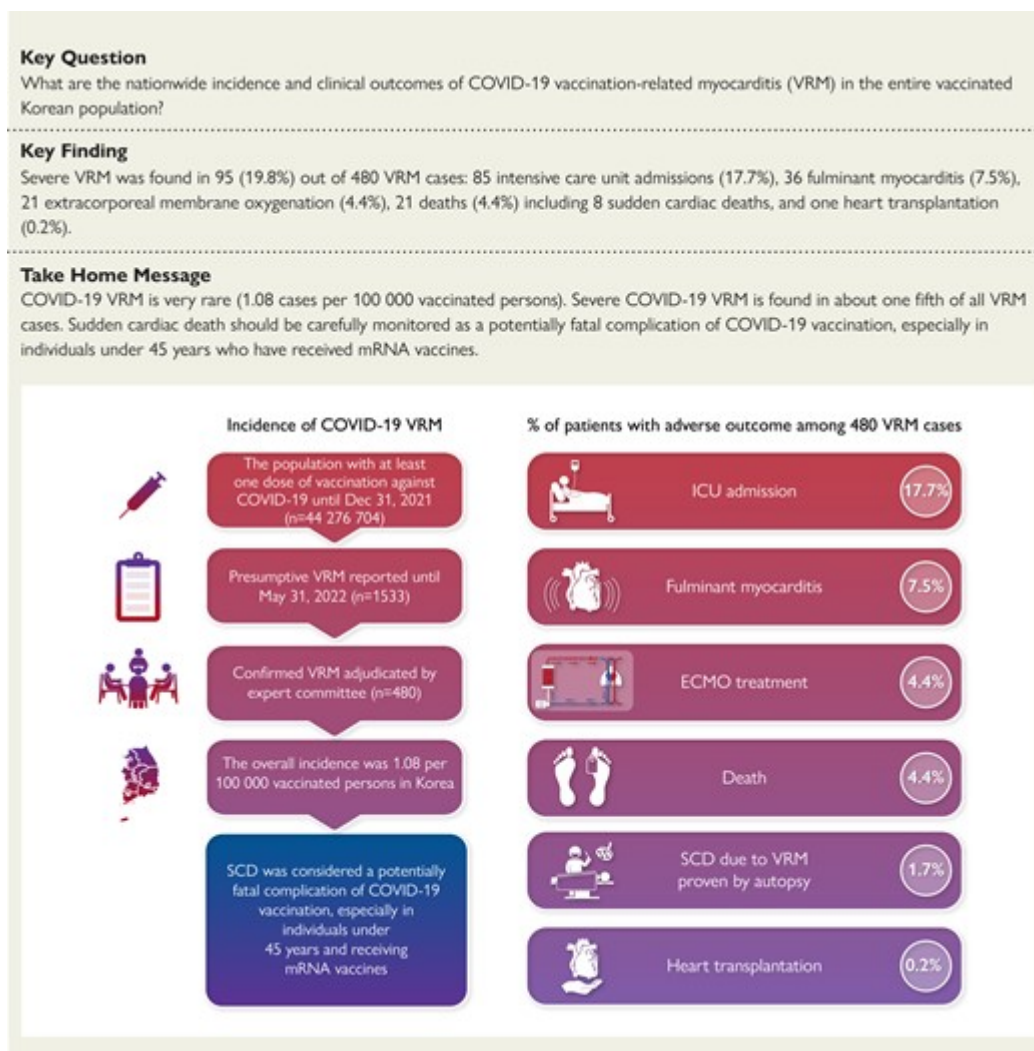 Key Question
What are the nationwide incidence and clinical outcomes of COVID-19 vaccination-related myocarditis (VRM) in the entire vaccinated
Korean population?
Key Finding
Severe VRM was found in 95 (19.8%) out of 480 VRM cases: 85 intensive care unit admissions (17.7%), 36 fulminant myocarditis (7.5%),
21 extracorporeal membrane oxygenation (4.4%), 21 deaths (4.4%) including 8 sudden cardiac deaths, and one heart transplantation
(0.2%).
Take Home Message
COVID-19 VRM is very rare (1.08 cases per 100 000 vaccinated persons). Severe COVID-19 VRM is found in about one fifth of all VRM
cases. Sudden cardiac death should be carefully monitored as a potentially fatal complication of COVID-19 vaccination, especially in
individuals under 45 years who have received mRNA vaccines.
Incidence of COVID-19 VRM
The population with at least
one dose of vaccination against
COVID-19 until Dec 31, 2021
(n=44 276 704)
Presumptive VRM reported until
May 31, 2022 (n=1533)
Confirmed VRM adjudicated by
expert committee (n=480)
The overall incidence was 1.08 per
100 000 vaccinated persons in Korea
SCD was considered a potentially
fatal complication of COVID-19
vaccination, especially in
individuals under
45 years and receiving
mRNA vaccines
% of patients with adverse outcome among 480 VRM cases
ICU admission 17.7%
Fulminant myocarditis 7.5%
ECMO treatment 4.4%
Death 4.4%
SCD due to VRM
proven by autopsy 1.7%
Heart transplantation 0.2%